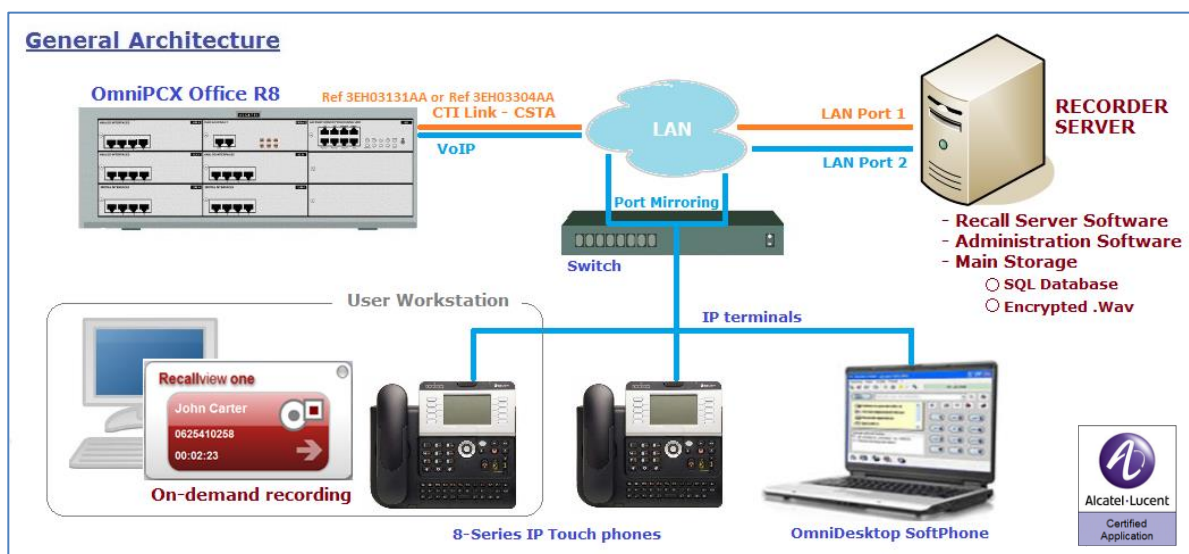 General Architecture
OmniPCX Office R8
Ref 3EH03131AA or Ref 3EH03304AA
CTI Link - CSTA
VoIP
LAN
LAN Port 1
LAN Port 2
RECORDER
SERVER
- Recall Server Software
- Administration Software
- Main Storage
SQL Database
Encrypted .Wav
Port Mirroring
Switch
User Workstation
IP terminals
Recallview one
John Carter
0625410258
00:02:23
On-demand recording
8-Series IP Touch phones
OmniDesktop SoftPhone
Alcatel·Lucent
Certified
Application